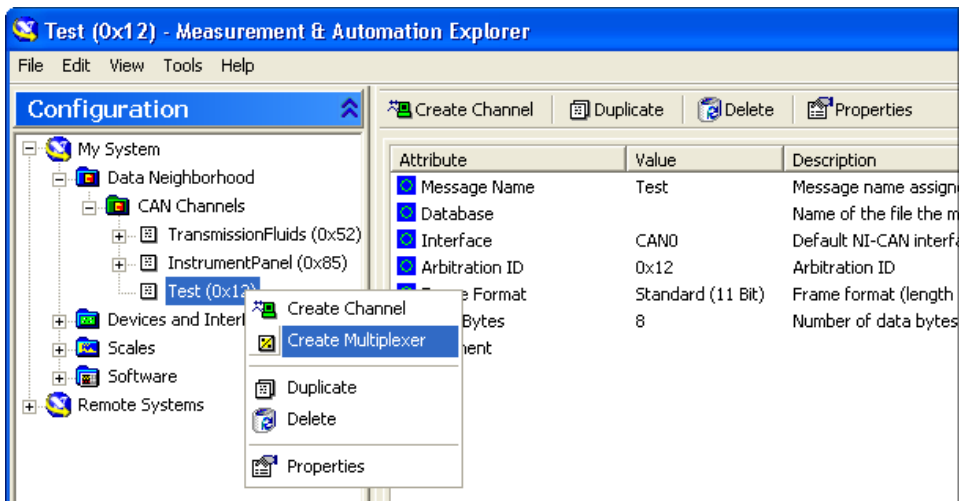 Test (0x12) - Measurement & Automation Explorer
File Edit View Tools Help
Configuration
Create Channel Duplicate Delete Properties
My System
Data Neighborhood
CAN Channels
TransmissionFluids (0x52)
InstrumentPanel (0x85)
Test (0x12)
Devices and
Scales
Software
Remote Systems
Create Channel
Create Multiplexer
Duplicate
Delete
Properties
Attribute Value Description
Message Name Test Message name
Database Name of the file the
Interface CAN0 Default NI-CAN
Arbitration ID 0x12 Arbitration ID
Format Standard (11 Bit) Frame format (length
Bytes 8 Number of data bytes